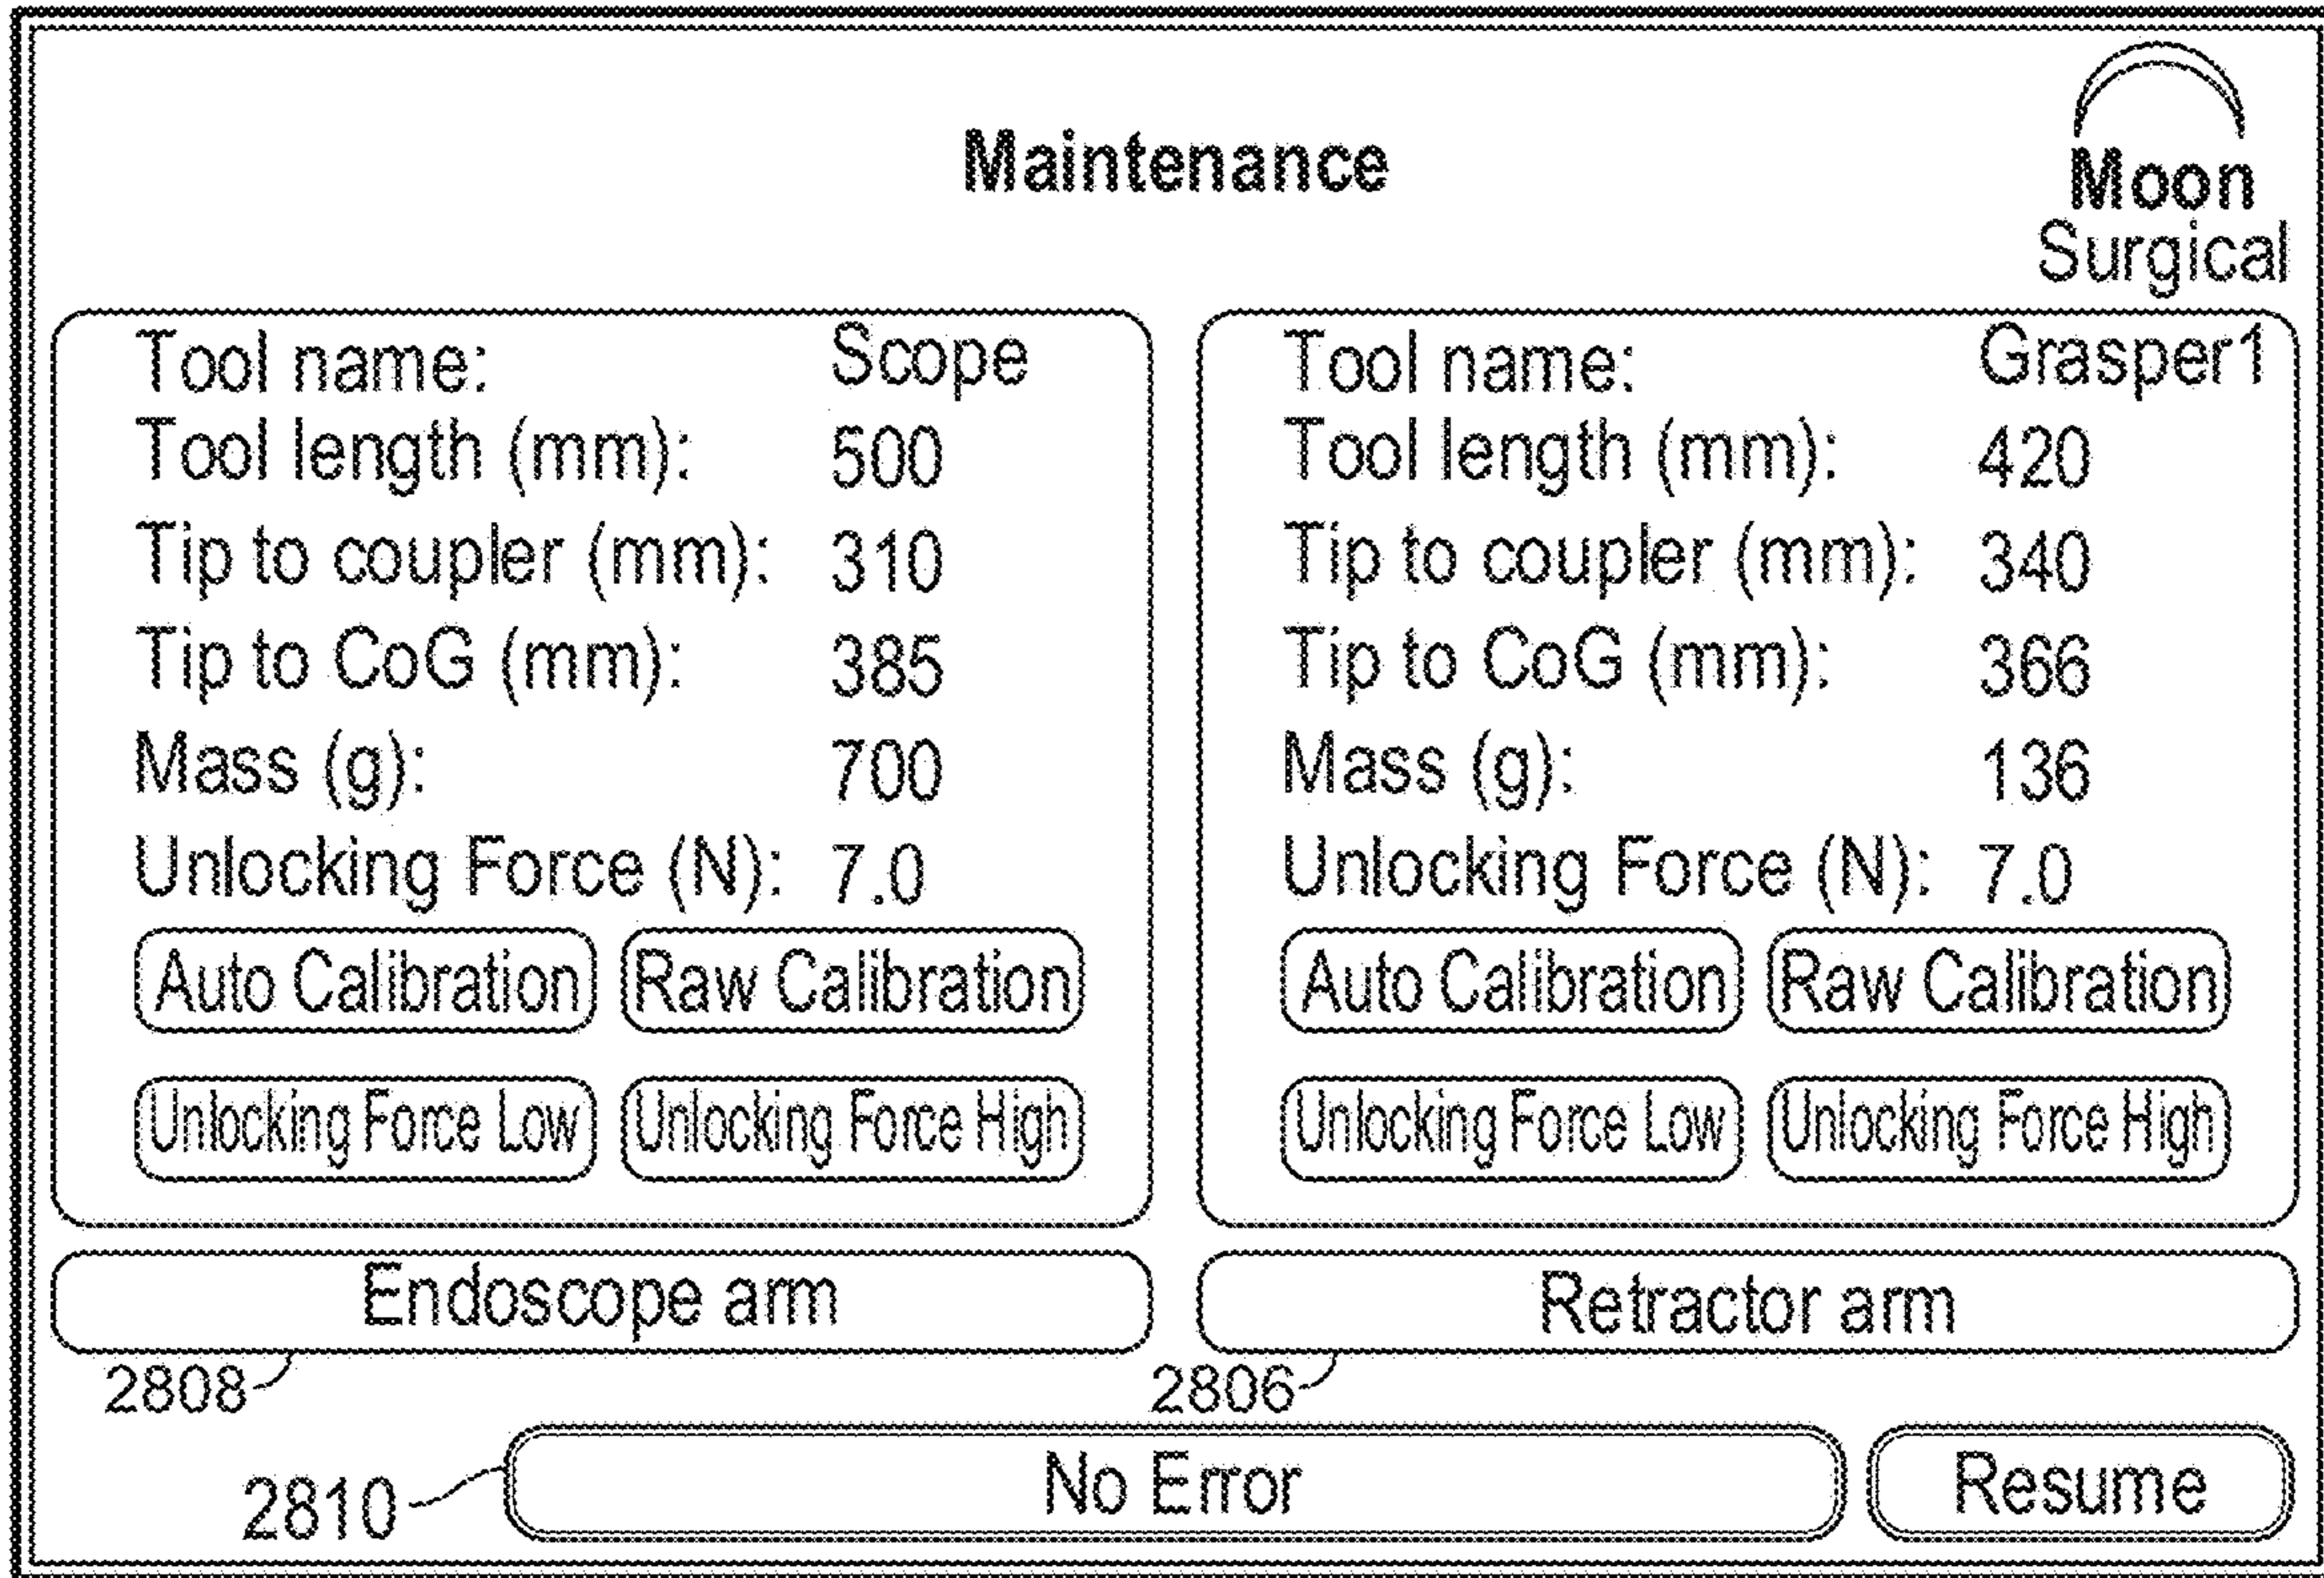 Maintenance
Moon
Surgical
Tool name: Scope
Tool length (mm): 500
Tip to coupler (mm): 310
Tip to CoG (mm): 385
Mass (g): 700
Unlocking Force (N): 7.0
Auto Calibration Raw Calibration
Unlocking Force Low Unlocking Force High
Endoscope arm
2808
Tool name: Grasper1
Tool length (mm): 420
Tip to coupler (mm): 340
Tip to CoG (mm): 366
Mass (g): 136
Unlocking Force (N): 7.0
Auto Calibration Raw Calibration
Unlocking Force Low Unlocking Force High
Retractor arm
2806
2810
No Error
Resume